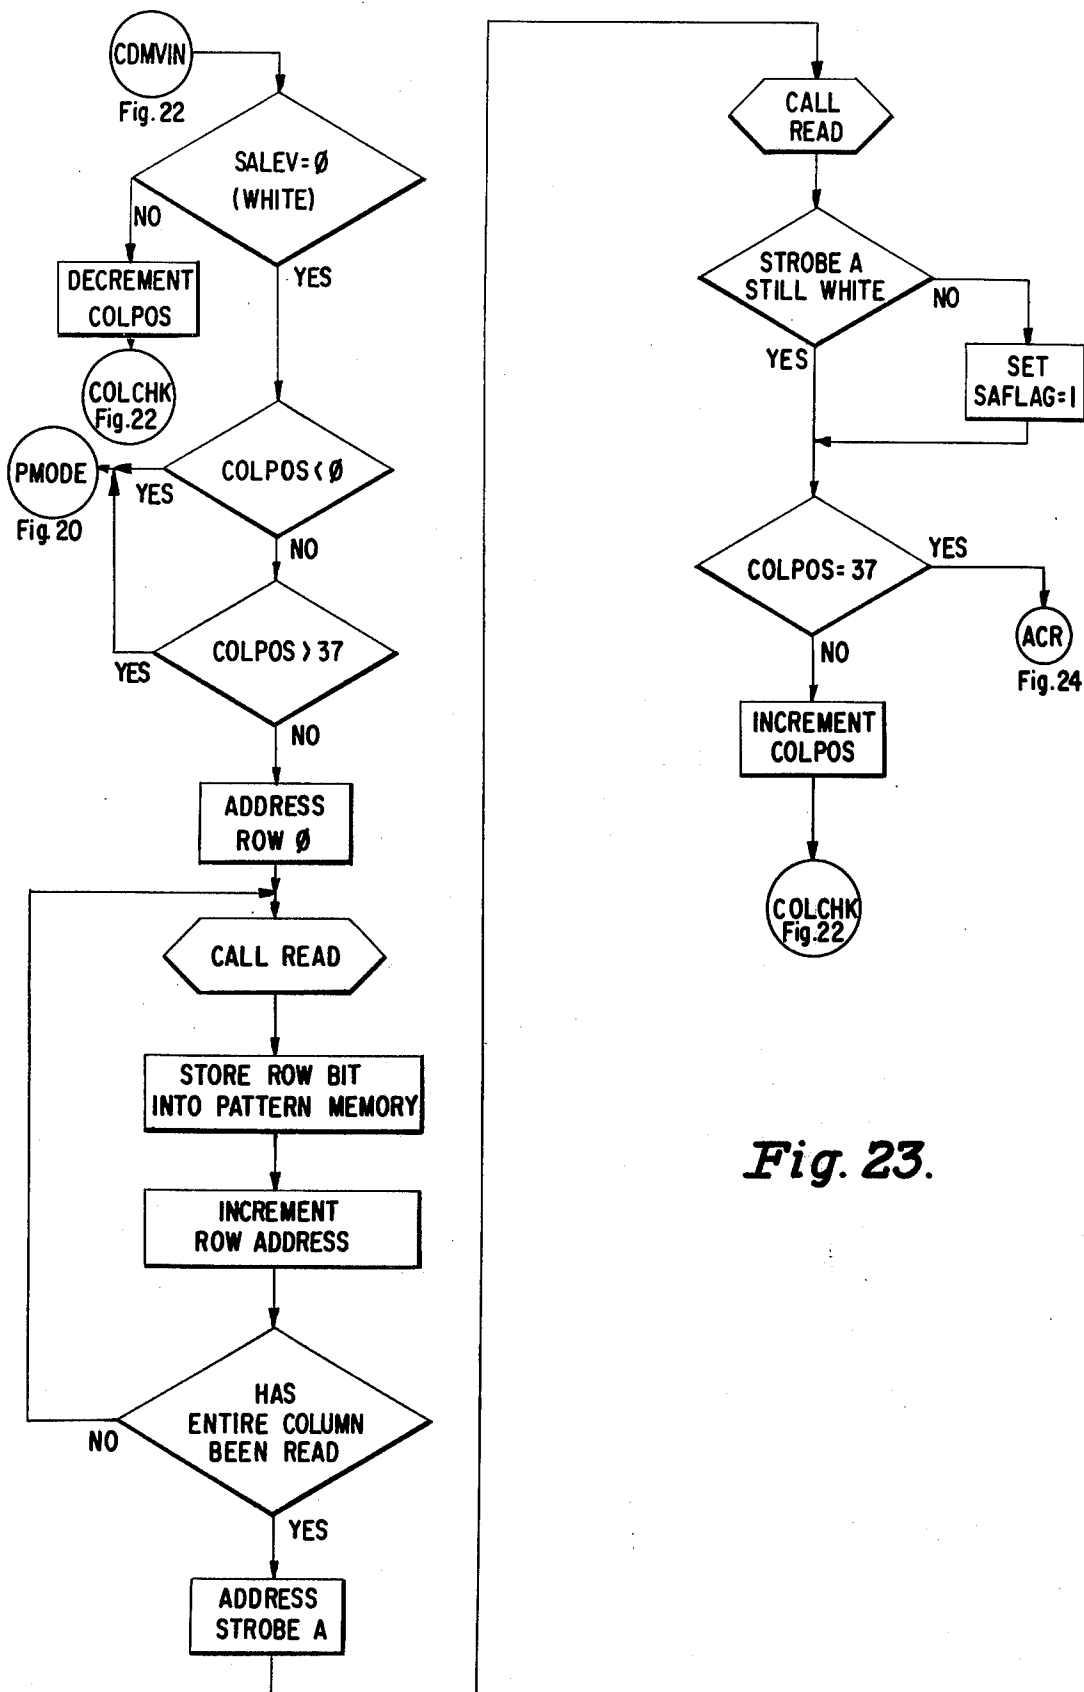 CDMVIN
Fig. 22
SALEV=Ø
(WHITE)
NO
YES
DECREMENT
COLPOS
COLCHK
Fig.22
COLPOS<Ø
YES
PMODE
Fig. 20
NO
COLPOS>37
YES
NO
ADDRESS
ROW Ø
CALL READ
STORE ROW BIT
INTO PATTERN MEMORY
INCREMENT
ROW ADDRESS
HAS
ENTIRE COLUMN
BEEN READ
NO
YES
ADDRESS
STROBE A
CALL
READ
STROBE A
STILL WHITE
NO
YES
SET
SAFLAG=1
COLPOS=37
YES
ACR
Fig.24
NO
INCREMENT
COLPOS
COLCHK
Fig.22
Fig. 23.